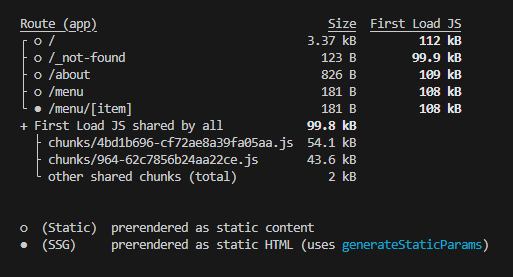 Route (app) Size First Load JS
┌ ○ / 3.37 kB 112 kB
├ ○ /_not-found 123 B 99.9 kB
├ ○ /about 826 B 109 kB
├ ○ /menu 181 B 108 kB
└ ● /menu/[item] 181 B 108 kB
+ First Load JS shared by all 99.8 kB
├ chunks/4bd1b696-cf72ae8a39fa05aa.js 54.1 kB
├ chunks/964-62c7856b24aa22ce.js 43.6 kB
└ other shared chunks (total) 2 kB
○ (Static) prerendered as static content
● (SSG) prerendered as static HTML (uses generateStaticParams)